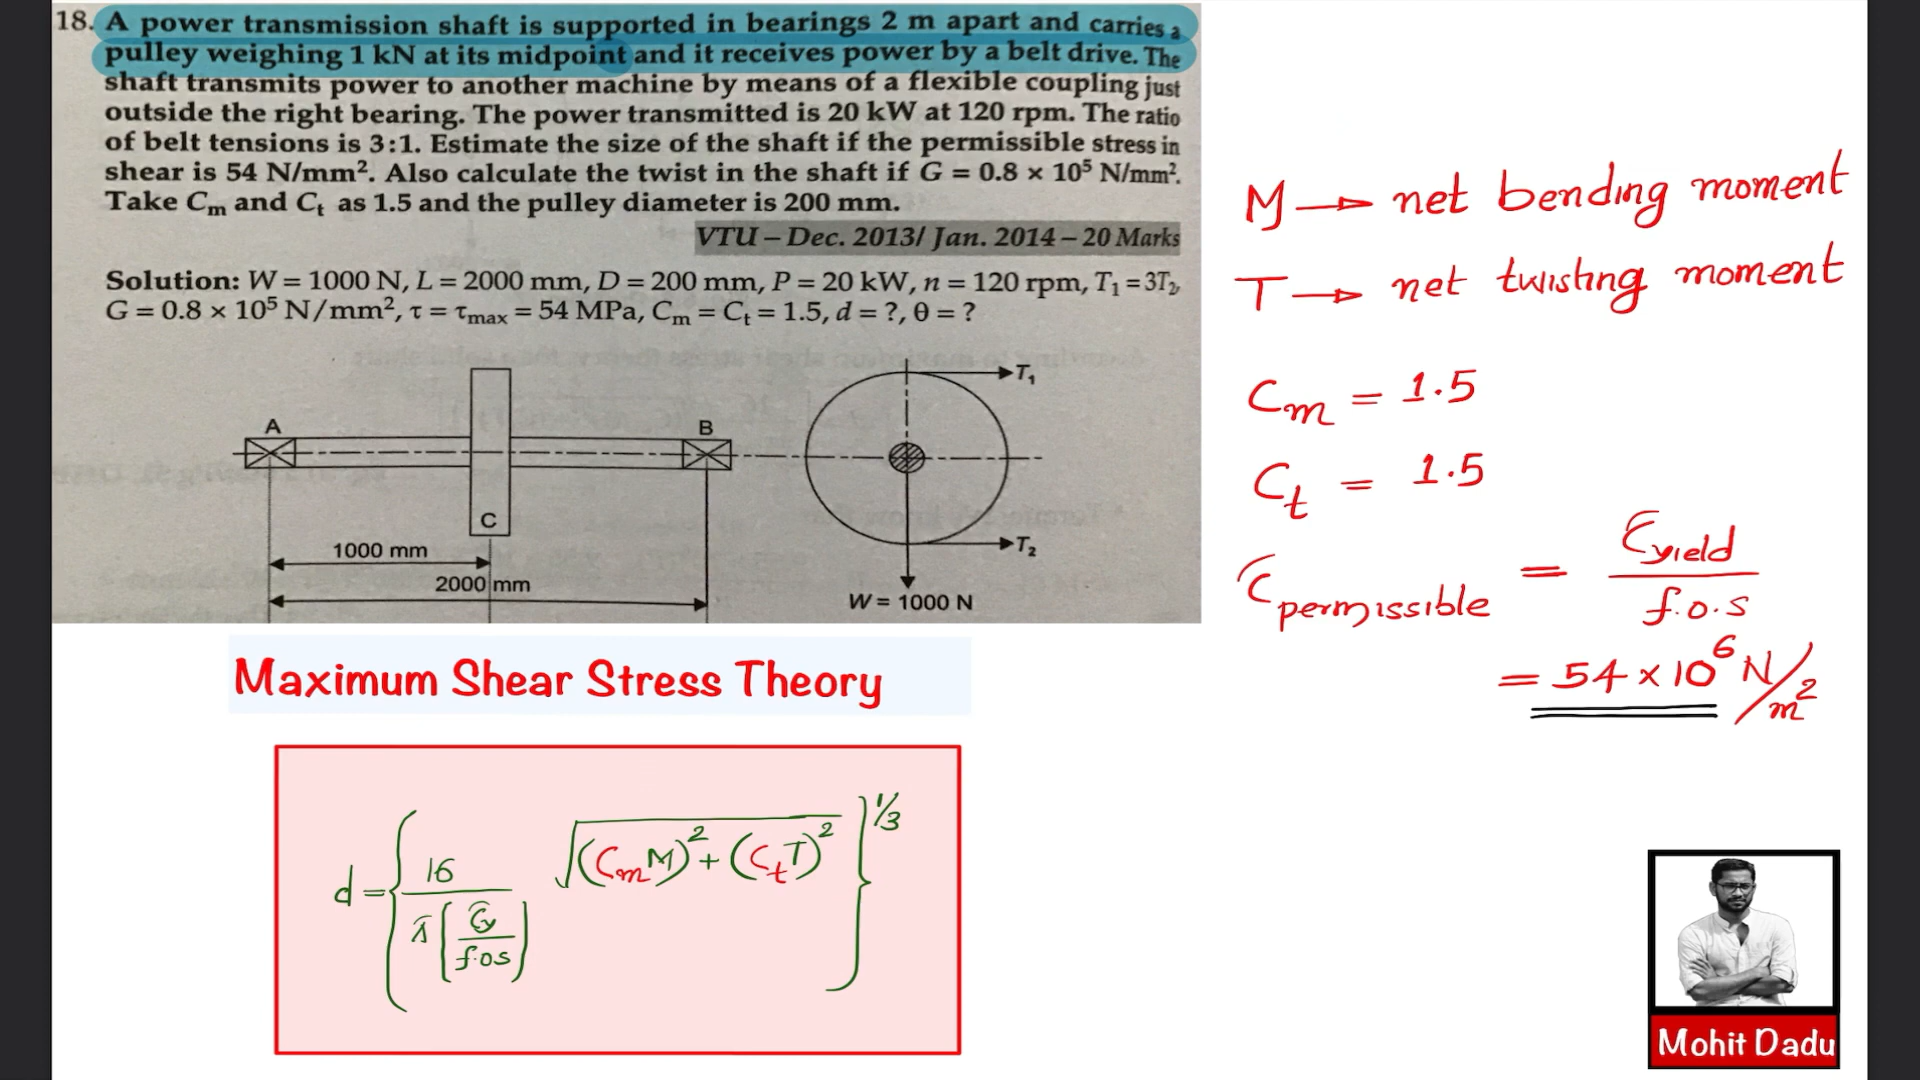 18. A power transmission shaft is supported in bearings 2 m apart and carries a
pulley weighing 1 kN at its midpoint and it receives power by a belt drive. The
shaft transmits power to another machine by means of a flexible coupling just
outside the right bearing. The power transmitted is 20 kW at 120 rpm. The ratio
of belt tensions is 3:1. Estimate the size of the shaft if the permissible stress in
shear is 54 N/mm². Also calculate the twist in the shaft if G = 0.8 × 10⁵ N/mm².
Take Cm and Ct as 1.5 and the pulley diameter is 200 mm.
VTU – Dec. 2013/ Jan. 2014 – 20 Marks
Solution: W = 1000 N, L = 2000 mm, D = 200 mm, P = 20 kW, n = 120 rpm, T₁ = 3T₂,
G = 0.8 × 10⁵ N/mm², τ = τmax = 54 MPa, Cm = Ct = 1.5, d = ?, θ = ?
A
B
C
1000 mm
2000 mm
T₁
T₂
W = 1000 N
M → net bending moment
T → net twisting moment
Cm = 1.5
Ct = 1.5
τpermissible = τyield / f.o.s
= 54 × 10⁶ N/m²
Maximum Shear Stress Theory
d = { 16 / π [τy / f.os] √(CmM)² + (CtT)² }^1/3
Mohit Dadu